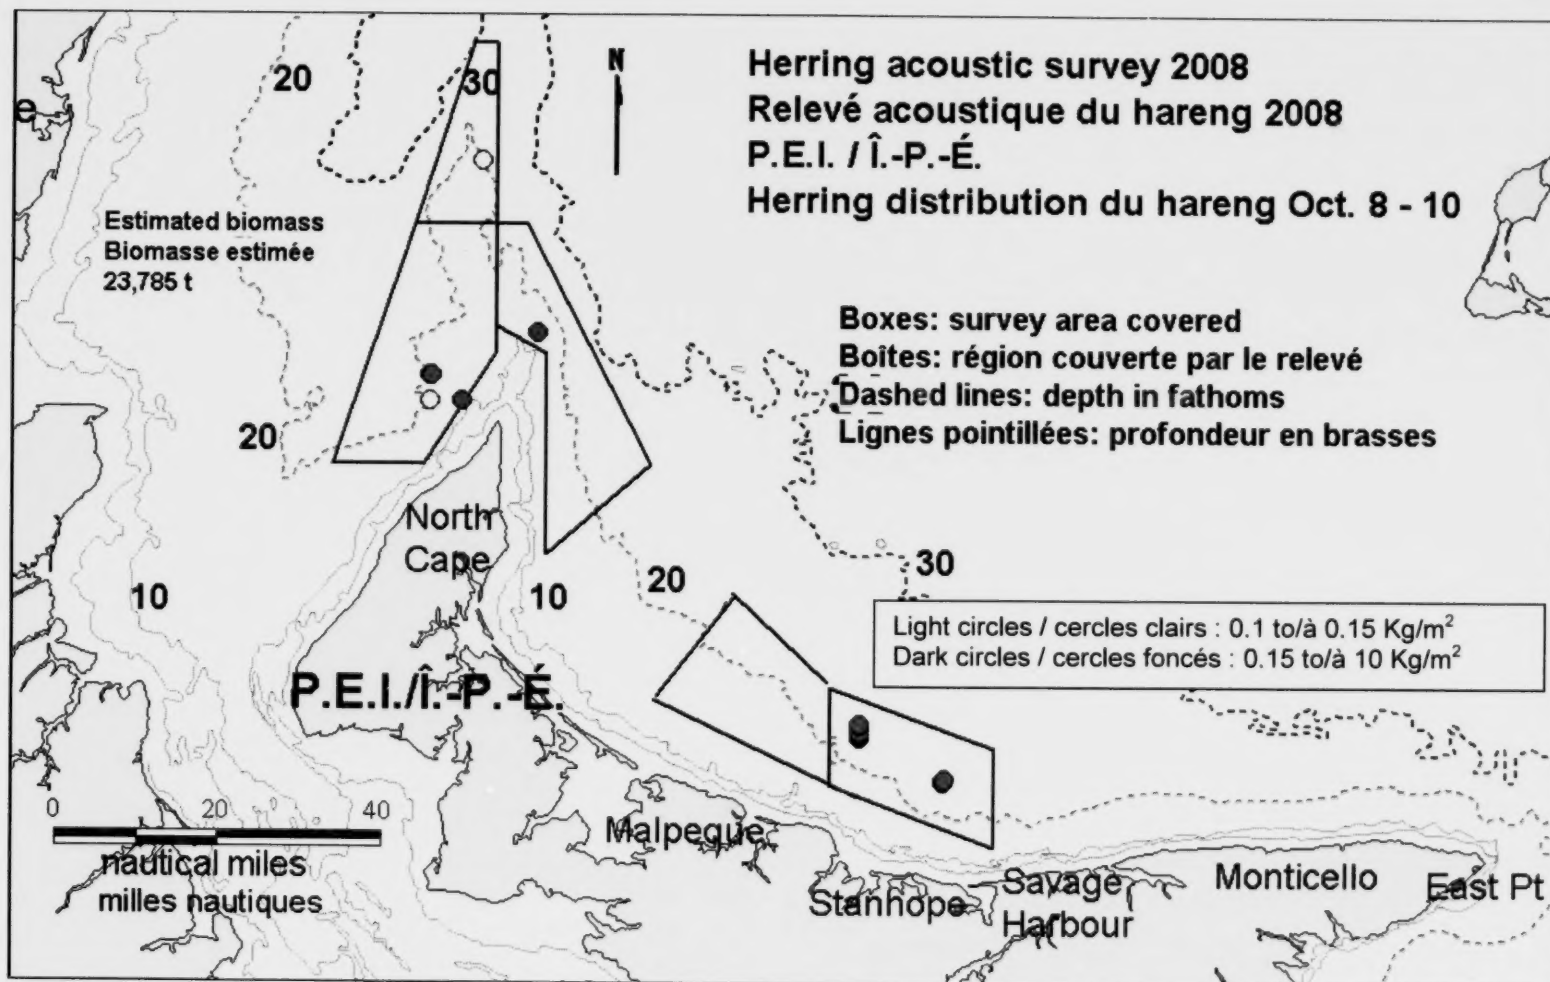 20
30
N
Herring acoustic survey 2008
Relevé acoustique du hareng 2008
P.E.I. / Î.-P.-É.
Herring distribution du hareng Oct. 8 - 10
e
Estimated biomass
Biomasse estimée
23,785 t
Boxes: survey area covered
Boîtes: région couverte par le relevé
Dashed lines: depth in fathoms
Lignes pointillées: profondeur en brasses
20
North
Cape
10
10
20
30
Light circles / cercles clairs : 0.1 to/à 0.15 Kg/m²
Dark circles / cercles foncés : 0.15 to/à 10 Kg/m²
P.E.I./Î.-P.-É.
0 20 40
nautical miles
milles nautiques
Malpeque
Stanhope
Savage
Harbour
Monticello
East Pt